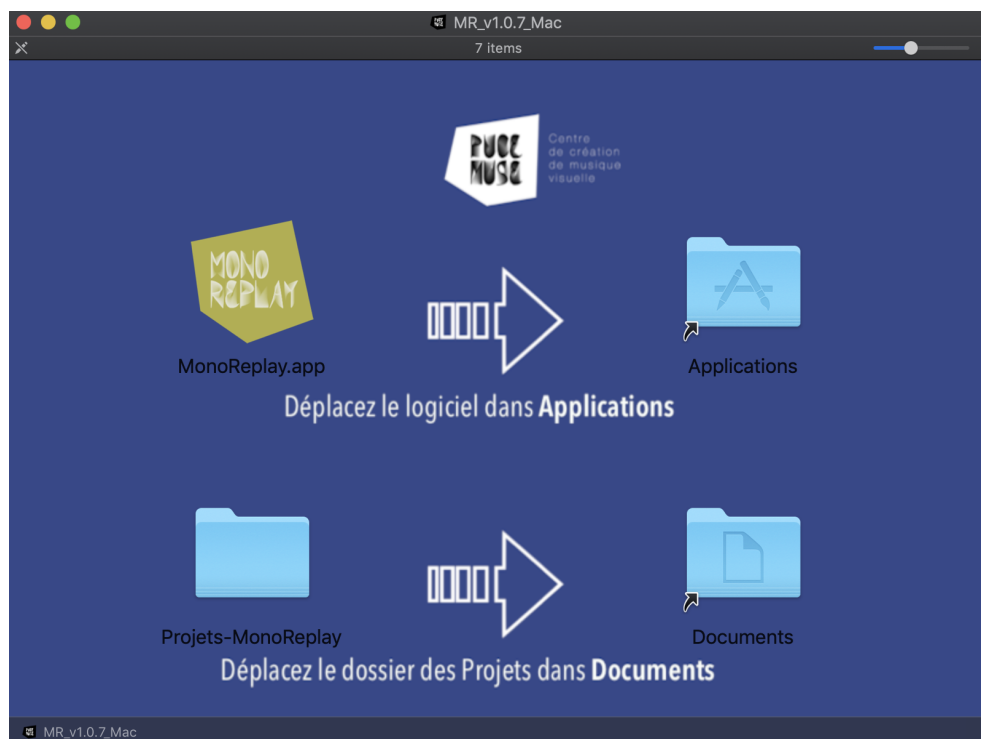 MR_v1.0.7_Mac
7 items
PUCE
MUSE
Centre
de création
de musique
visuelle
MONO
REPLAY
MonoReplay.app
Applications
Déplacez le logiciel dans Applications
Projets-MonoReplay
Documents
Déplacez le dossier des Projets dans Documents
MR_v1.0.7_Mac